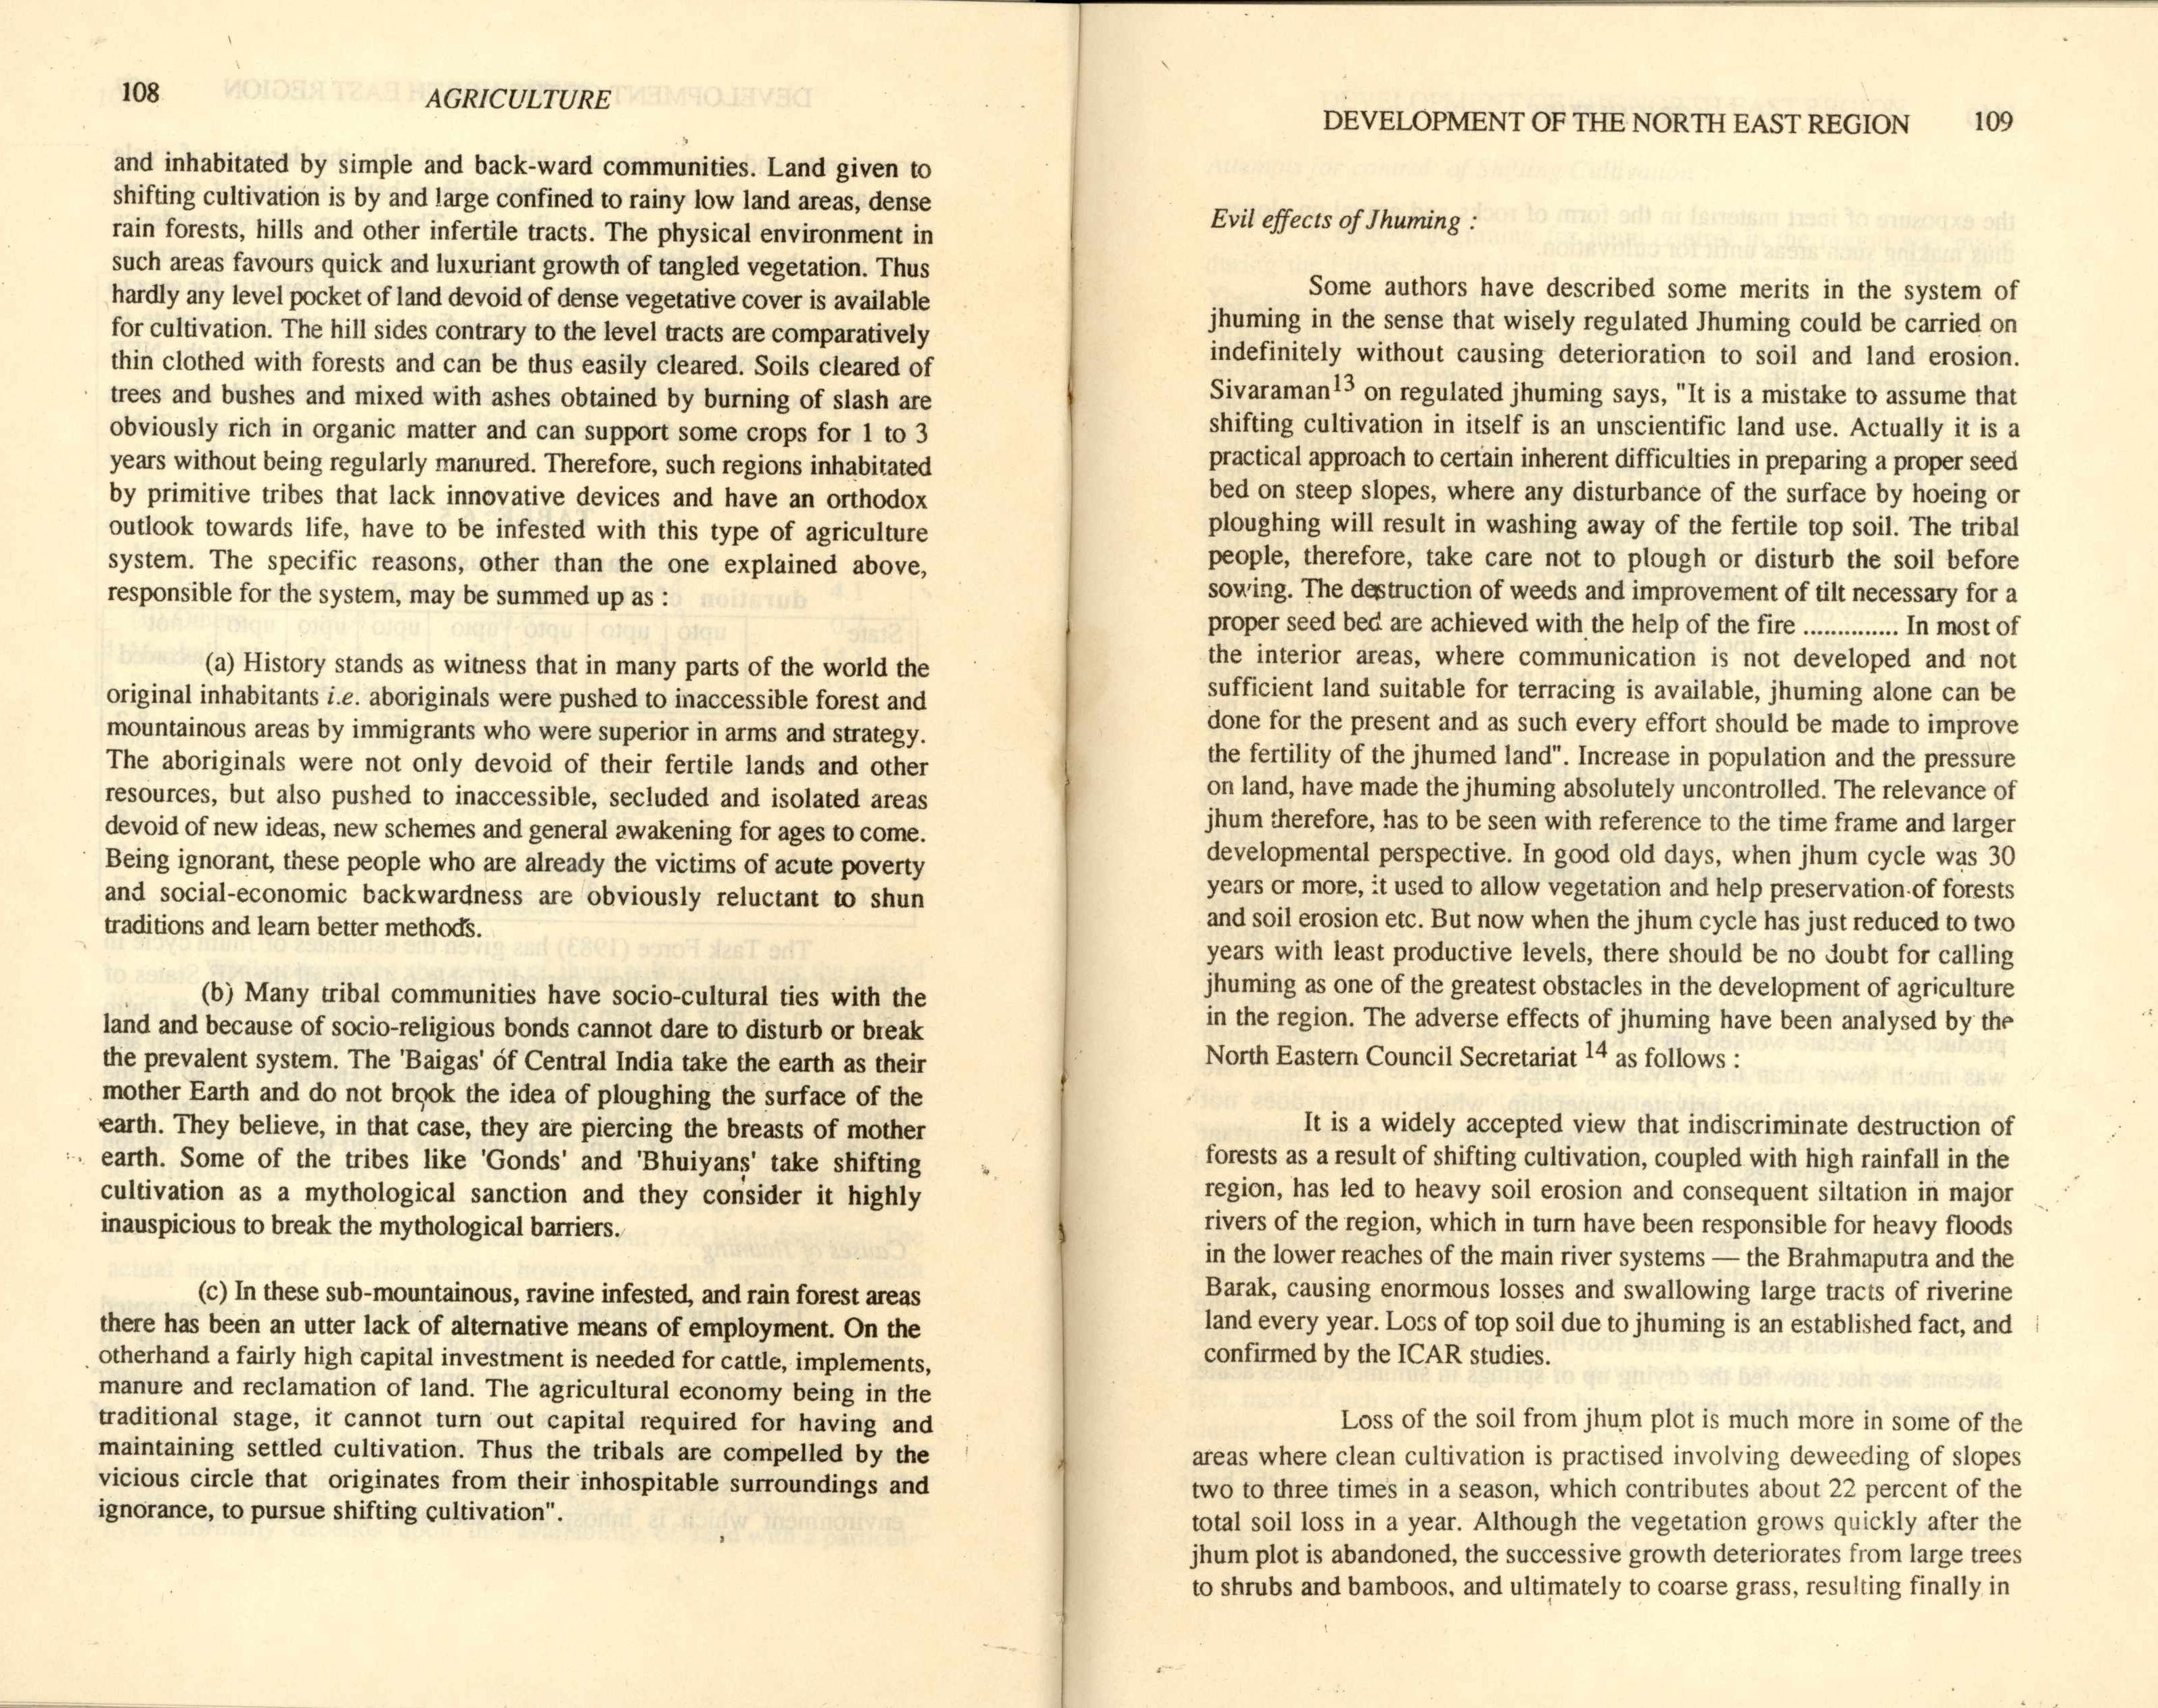 108
AGRICULTURE
and inhabitated by simple and back-ward communities. Land given to
shifting cultivation is by and large confined to rainy low land areas, dense
rain forests, hills and other infertile tracts. The physical environment in
such areas favours quick and luxuriant growth of tangled vegetation. Thus
hardly any level pocket of land devoid of dense vegetative cover is available
for cultivation. The hill sides contrary to the level tracts are comparatively
thin clothed with forests and can be thus easily cleared. Soils cleared of
trees and bushes and mixed with ashes obtained by burning of slash are
obviously rich in organic matter and can support some crops for 1 to 3
years without being regularly manured. Therefore, such regions inhabitated
by primitive tribes that lack innovative devices and have an orthodox
outlook towards life, have to be infested with this type of agriculture
system. The specific reasons, other than the one explained above,
responsible for the system, may be summed up as :
(a) History stands as witness that in many parts of the world the
original inhabitants i.e. aboriginals were pushed to inaccessible forest and
mountainous areas by immigrants who were superior in arms and strategy.
The aboriginals were not only devoid of their fertile lands and other
resources, but also pushed to inaccessible, secluded and isolated areas
devoid of new ideas, new schemes and general awakening for ages to come.
Being ignorant, these people who are already the victims of acute poverty
and social-economic backwardness are obviously reluctant to shun
traditions and learn better methods.
(b) Many tribal communities have socio-cultural ties with the
land and because of socio-religious bonds cannot dare to disturb or break
the prevalent system. The 'Baigas' of Central India take the earth as their
mother Earth and do not brook the idea of ploughing the surface of the
earth. They believe, in that case, they are piercing the breasts of mother
earth. Some of the tribes like 'Gonds' and 'Bhuiyans' take shifting
cultivation as a mythological sanction and they consider it highly
inauspicious to break the mythological barriers.
(c) In these sub-mountainous, ravine infested, and rain forest areas
there has been an utter lack of alternative means of employment. On the
otherhand a fairly high capital investment is needed for cattle, implements,
manure and reclamation of land. The agricultural economy being in the
traditional stage, it cannot turn out capital required for having and
maintaining settled cultivation. Thus the tribals are compelled by the
vicious circle that originates from their inhospitable surroundings and
ignorance, to pursue shifting cultivation".
DEVELOPMENT OF THE NORTH EAST REGION 109
Evil effects of Jhuming :
Some authors have described some merits in the system of
jhuming in the sense that wisely regulated Jhuming could be carried on
indefinitely without causing deterioration to soil and land erosion.
Sivaraman13 on regulated jhuming says, "It is a mistake to assume that
shifting cultivation in itself is an unscientific land use. Actually it is a
practical approach to certain inherent difficulties in preparing a proper seed
bed on steep slopes, where any disturbance of the surface by hoeing or
ploughing will result in washing away of the fertile top soil. The tribal
people, therefore, take care not to plough or disturb the soil before
sowing. The destruction of weeds and improvement of tilt necessary for a
proper seed bed are achieved with the help of the fire .............. In most of
the interior areas, where communication is not developed and not
sufficient land suitable for terracing is available, jhuming alone can be
done for the present and as such every effort should be made to improve
the fertility of the jhumed land". Increase in population and the pressure
on land, have made the jhuming absolutely uncontrolled. The relevance of
jhum therefore, has to be seen with reference to the time frame and larger
developmental perspective. In good old days, when jhum cycle was 30
years or more, it used to allow vegetation and help preservation of forests
and soil erosion etc. But now when the jhum cycle has just reduced to two
years with least productive levels, there should be no doubt for calling
jhuming as one of the greatest obstacles in the development of agriculture
in the region. The adverse effects of jhuming have been analysed by the
North Eastern Council Secretariat 14 as follows :
It is a widely accepted view that indiscriminate destruction of
forests as a result of shifting cultivation, coupled with high rainfall in the
region, has led to heavy soil erosion and consequent siltation in major
rivers of the region, which in turn have been responsible for heavy floods
in the lower reaches of the main river systems — the Brahmaputra and the
Barak, causing enormous losses and swallowing large tracts of riverine
land every year. Loss of top soil due to jhuming is an established fact, and
confirmed by the ICAR studies.
Loss of the soil from jhum plot is much more in some of the
areas where clean cultivation is practised involving deweeding of slopes
two to three times in a season, which contributes about 22 percent of the
total soil loss in a year. Although the vegetation grows quickly after the
jhum plot is abandoned, the successive growth deteriorates from large trees
to shrubs and bamboos, and ultimately to coarse grass, resulting finally in